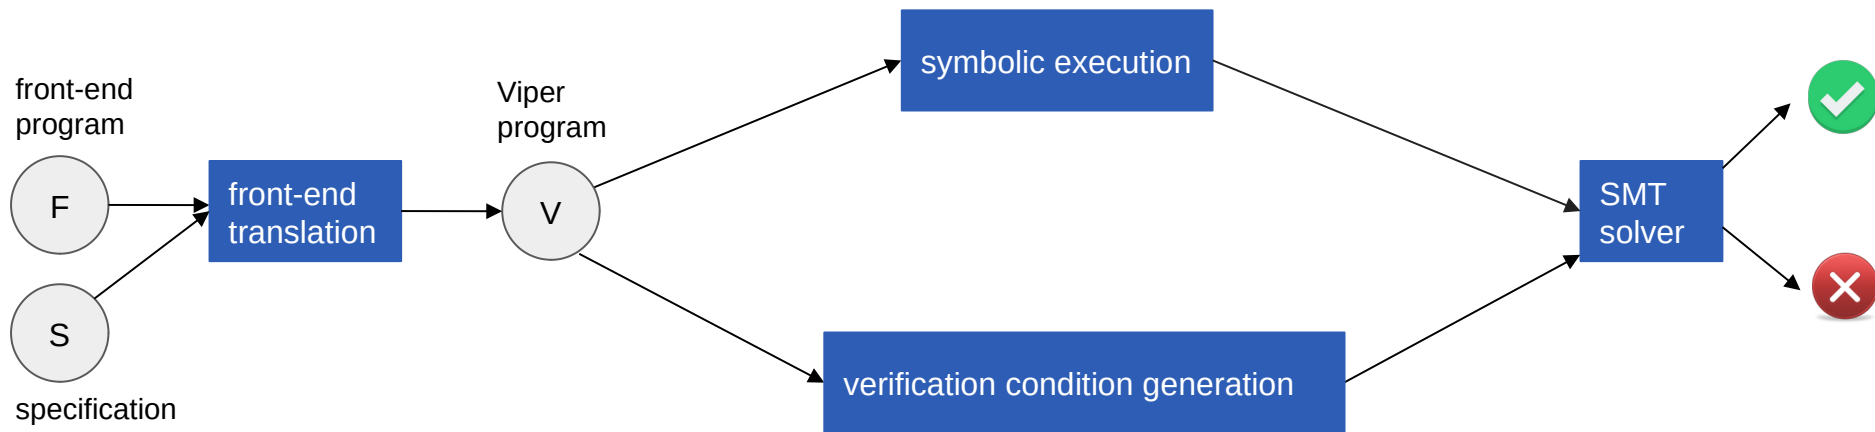 front-end
program
F
S
specification
front-end
translation
Viper
program
V
symbolic execution
verification condition generation
SMT
solver